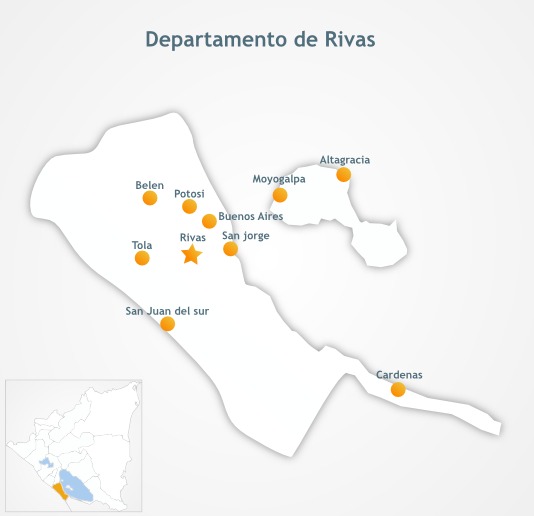 Departamento de Rivas
Altagracia
Moyogalpa
Belen
Potosi
Buenos Aires
Rivas
San jorge
Tola
San Juan del sur
Cardenas